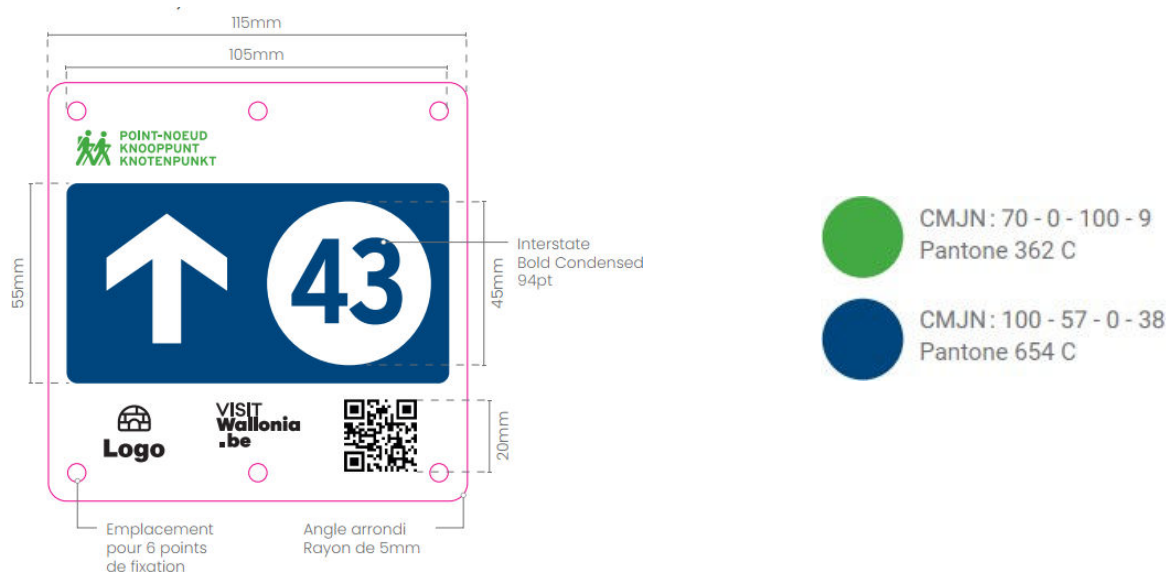 115mm
105mm
POINT-NOEUD
KNOOPPUNT
KNOTENPUNKT
55mm
43
45mm
Interstate
Bold Condensed
94pt
Logo
VISIT
Wallonia
.be
20mm
Emplacement
pour 6 points
de fixation
Angle arrondi
Rayon de 5mm
CMJN : 70 - 0 - 100 - 9
Pantone 362 C
CMJN : 100 - 57 - 0 - 38
Pantone 654 C